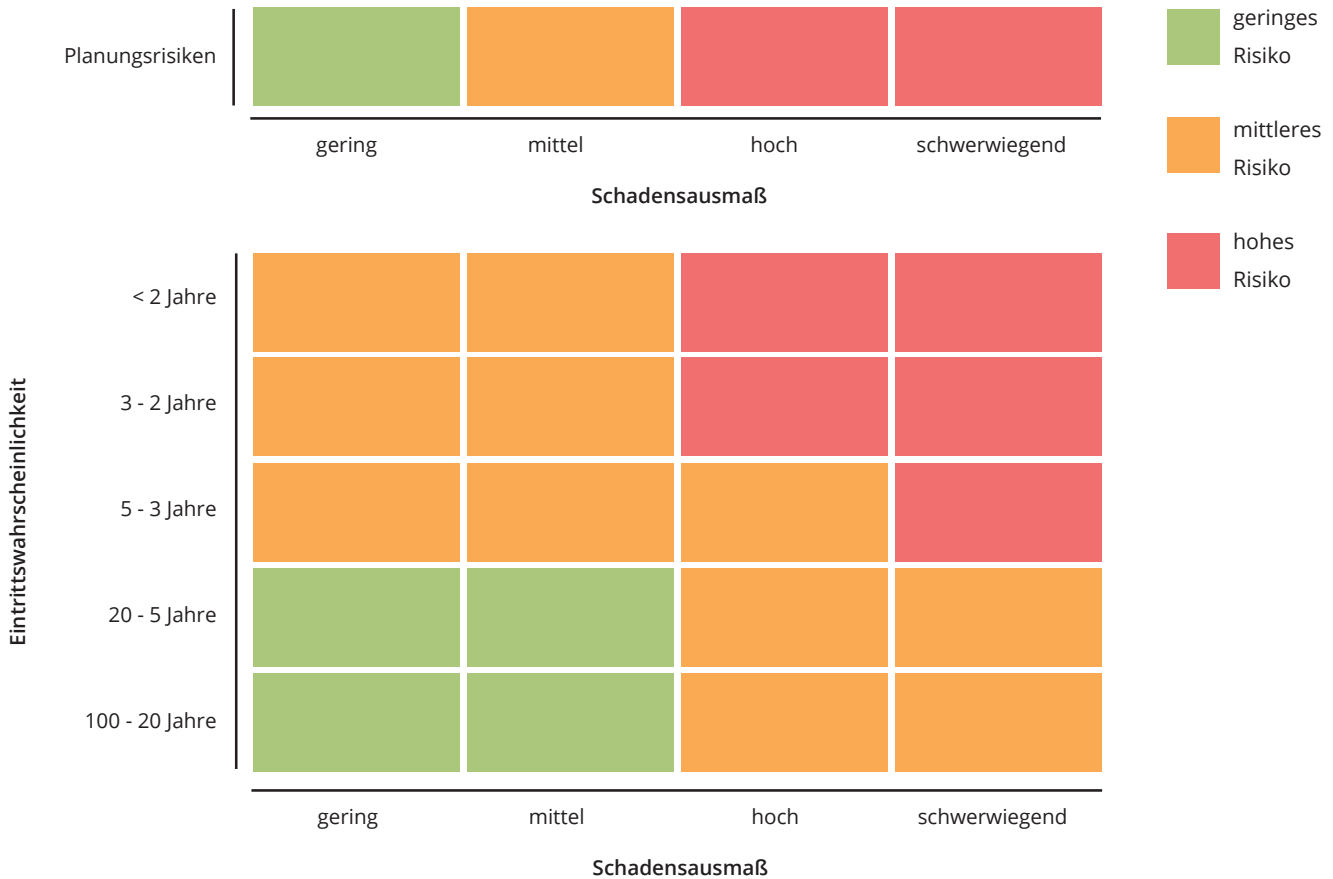 Planungsrisiken
gering
mittel
hoch
schwerwiegend
Schadensausmaß
geringes
Risiko
mittleres
Risiko
hohes
Risiko
Eintrittswahrscheinlichkeit
< 2 Jahre
3 - 2 Jahre
5 - 3 Jahre
20 - 5 Jahre
100 - 20 Jahre
gering
mittel
hoch
schwerwiegend
Schadensausmaß